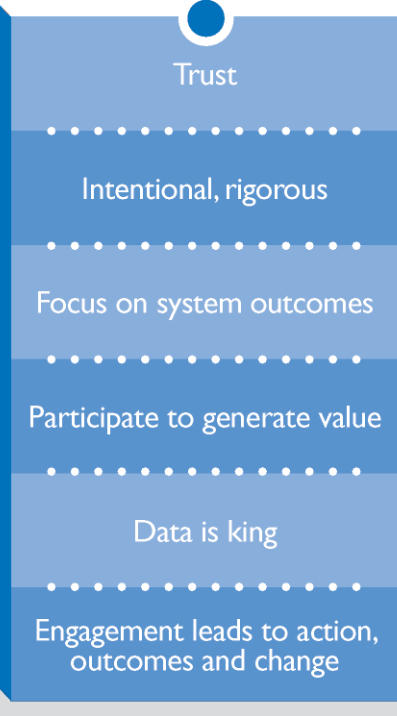 Trust
Intentional, rigorous
Focus on system outcomes
Participate to generate value
Data is king
Engagement leads to action,
outcomes and change